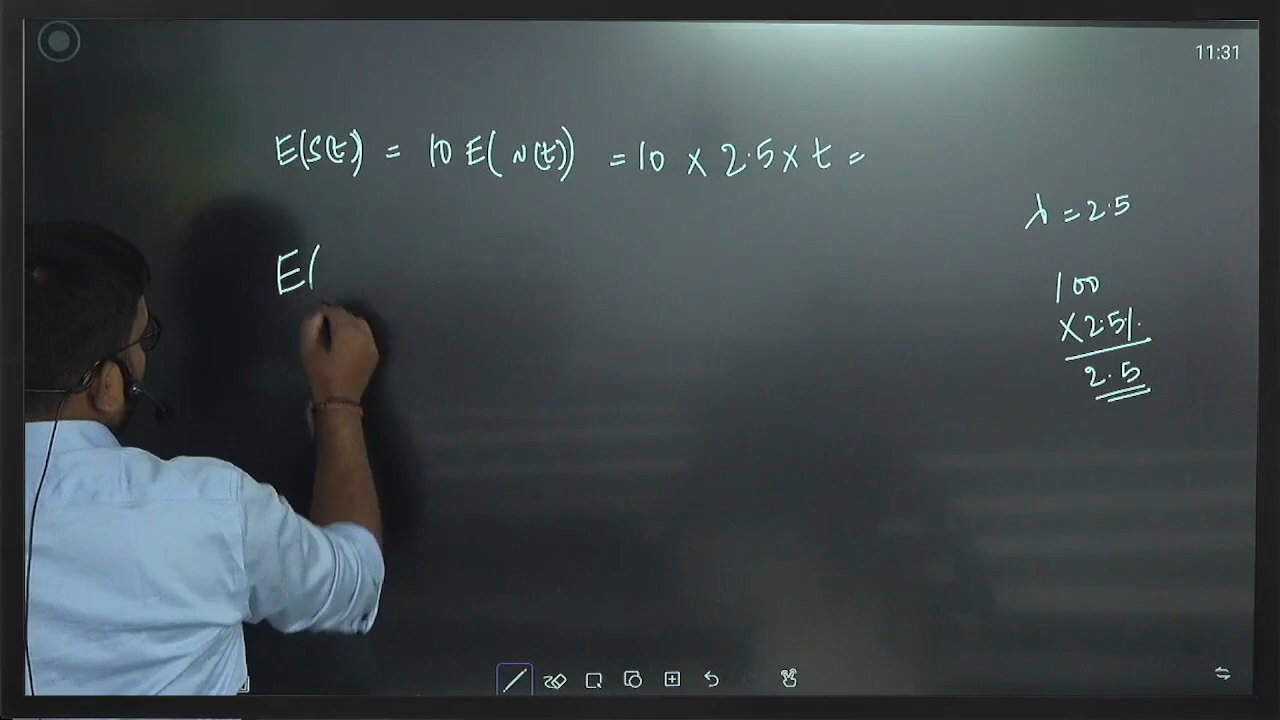 11:31
E(S(t)) = 10 E(N(t)) = 10 x 2.5 x t =
λ = 2.5
E(
100
x 2.5%
2.5